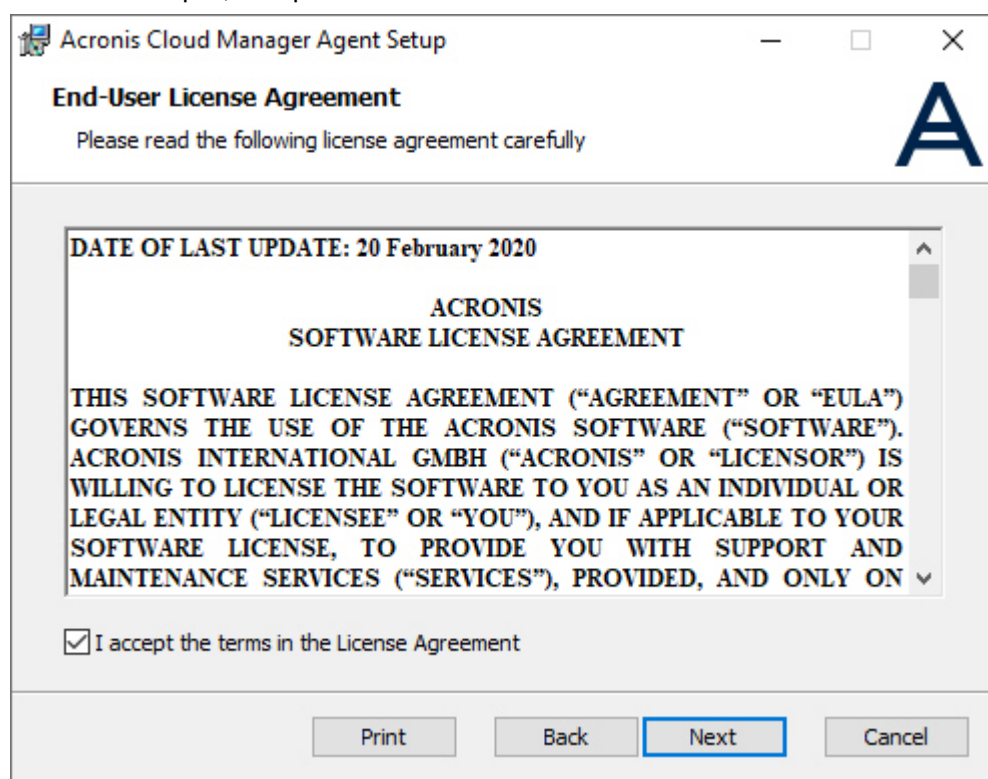 Acronis Cloud Manager Agent Setup
End-User License Agreement
Please read the following license agreement carefully
DATE OF LAST UPDATE: 20 February 2020
ACRONIS
SOFTWARE LICENSE AGREEMENT
THIS SOFTWARE LICENSE AGREEMENT (“AGREEMENT” OR “EULA”)
GOVERNS THE USE OF THE ACRONIS SOFTWARE (“SOFTWARE”).
ACRONIS INTERNATIONAL GMBH (“ACRONIS” OR “LICENSOR”) IS
WILLING TO LICENSE THE SOFTWARE TO YOU AS AN INDIVIDUAL OR
LEGAL ENTITY (“LICENSEE” OR “YOU”), AND IF APPLICABLE TO YOUR
SOFTWARE LICENSE, TO PROVIDE YOU WITH SUPPORT AND
MAINTENANCE SERVICES (“SERVICES”), PROVIDED, AND ONLY ON
I accept the terms in the License Agreement
Print Back Next Cancel